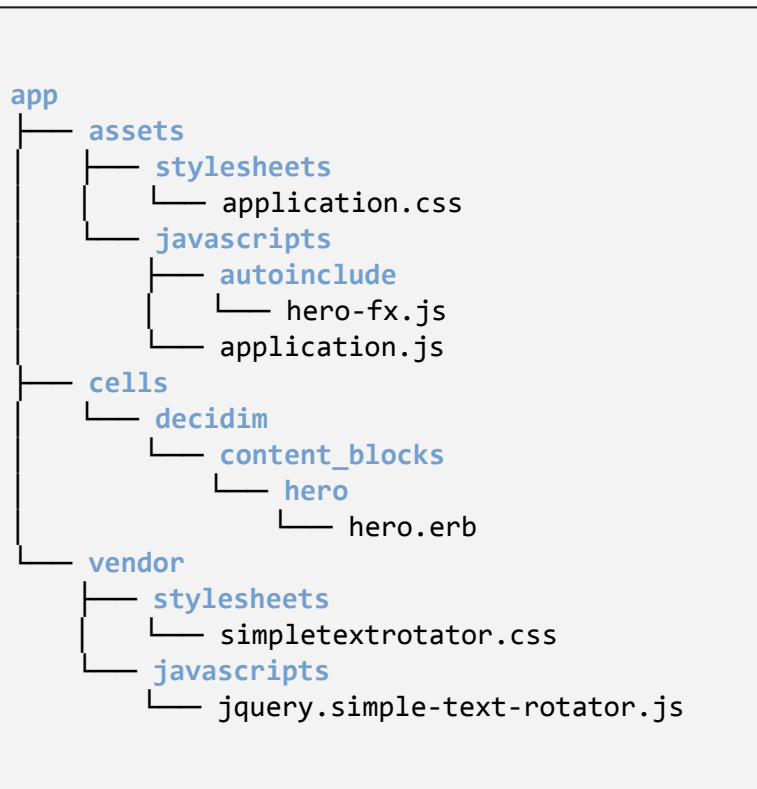 app
assets
stylesheets
application.css
javascripts
autoinclude
hero-fx.js
application.js
cells
decidim
content_blocks
hero
hero.erb
vendor
stylesheets
simpletextrotator.css
javascripts
jquery.simple-text-rotator.js